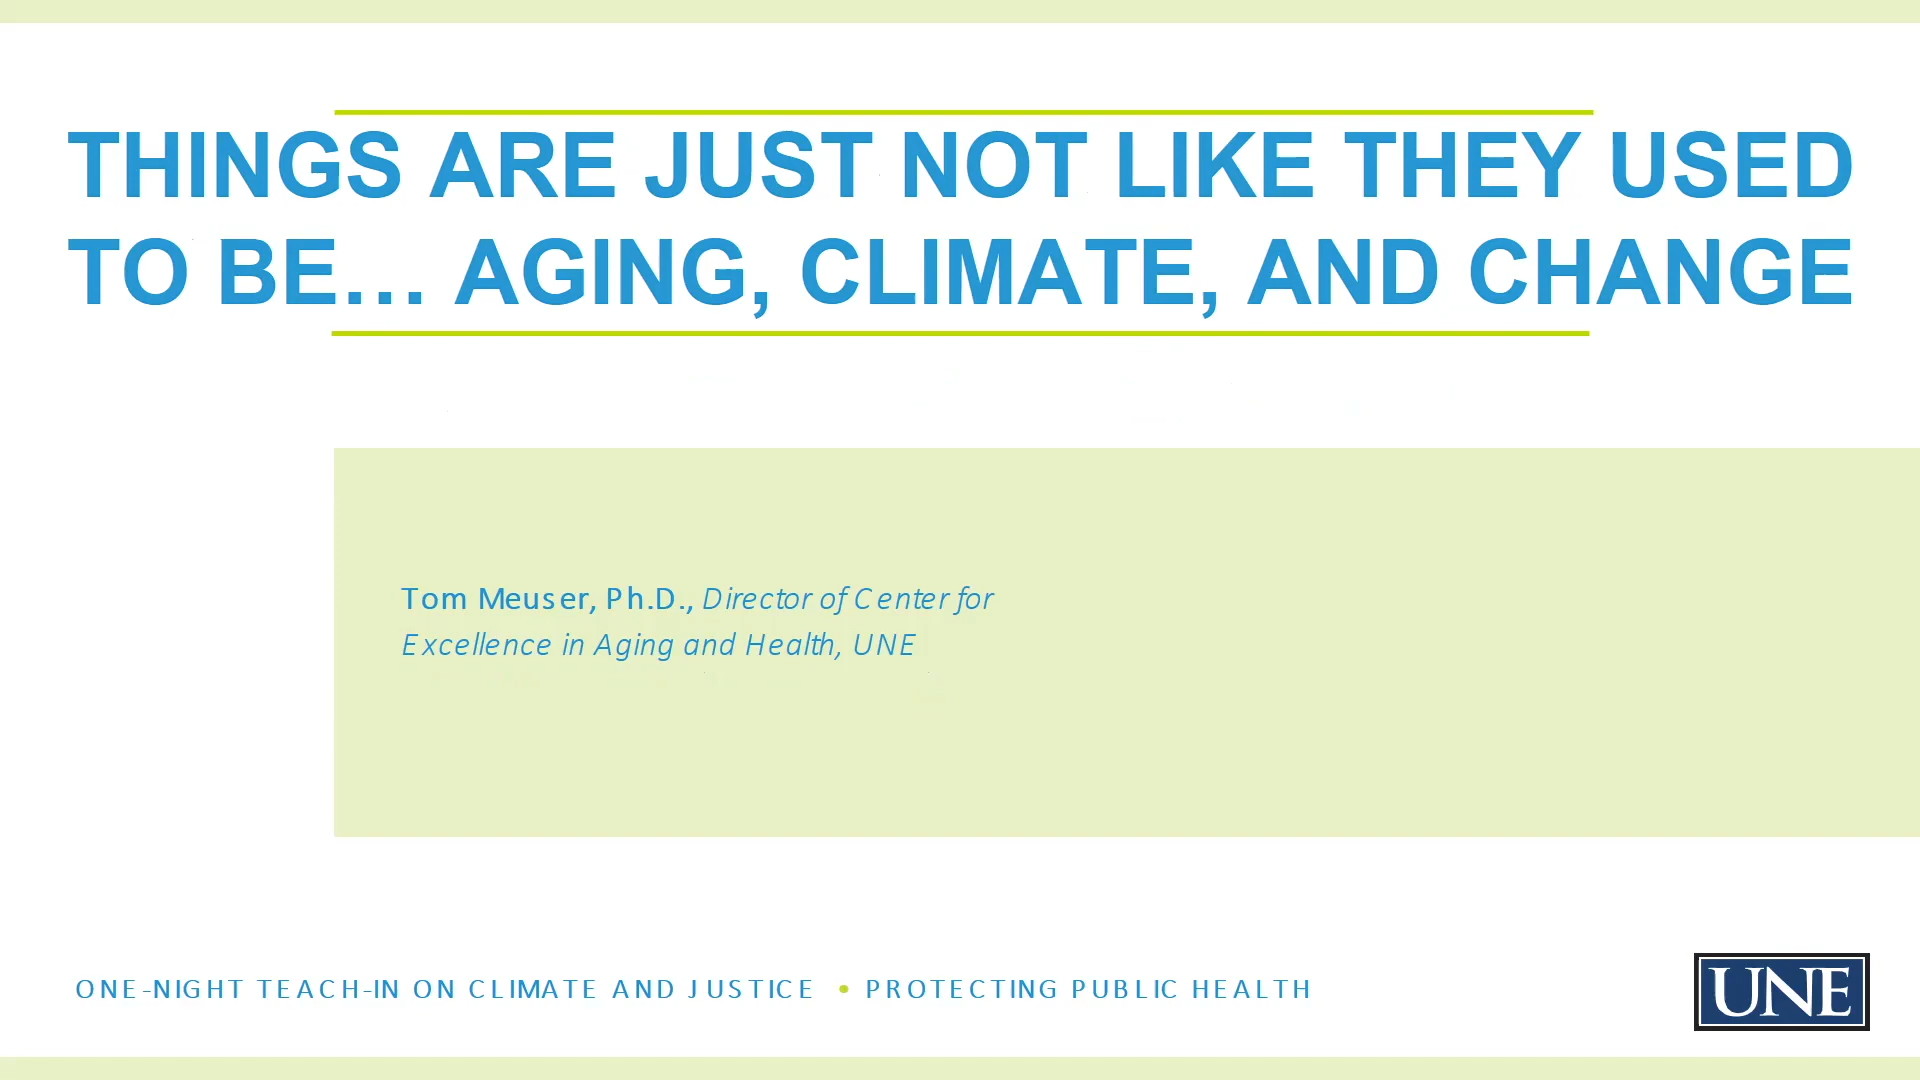 THINGS ARE JUST NOT LIKE THEY USED
TO BE... AGING, CLIMATE, AND CHANGE
Tom Meuser, Ph.D., Director of Center for
Excellence in Aging and Health, UNE
ONE-NIGHT TEACH-IN ON CLIMATE AND JUSTICE • PROTECTING PUBLIC HEALTH
UNE